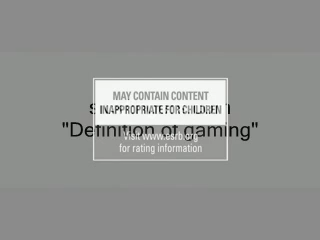 MAY CONTAIN CONTENT
INAPPROPRIATE FOR CHILDREN
"Definition of gaming"
Visit www.esrb.org
for rating information